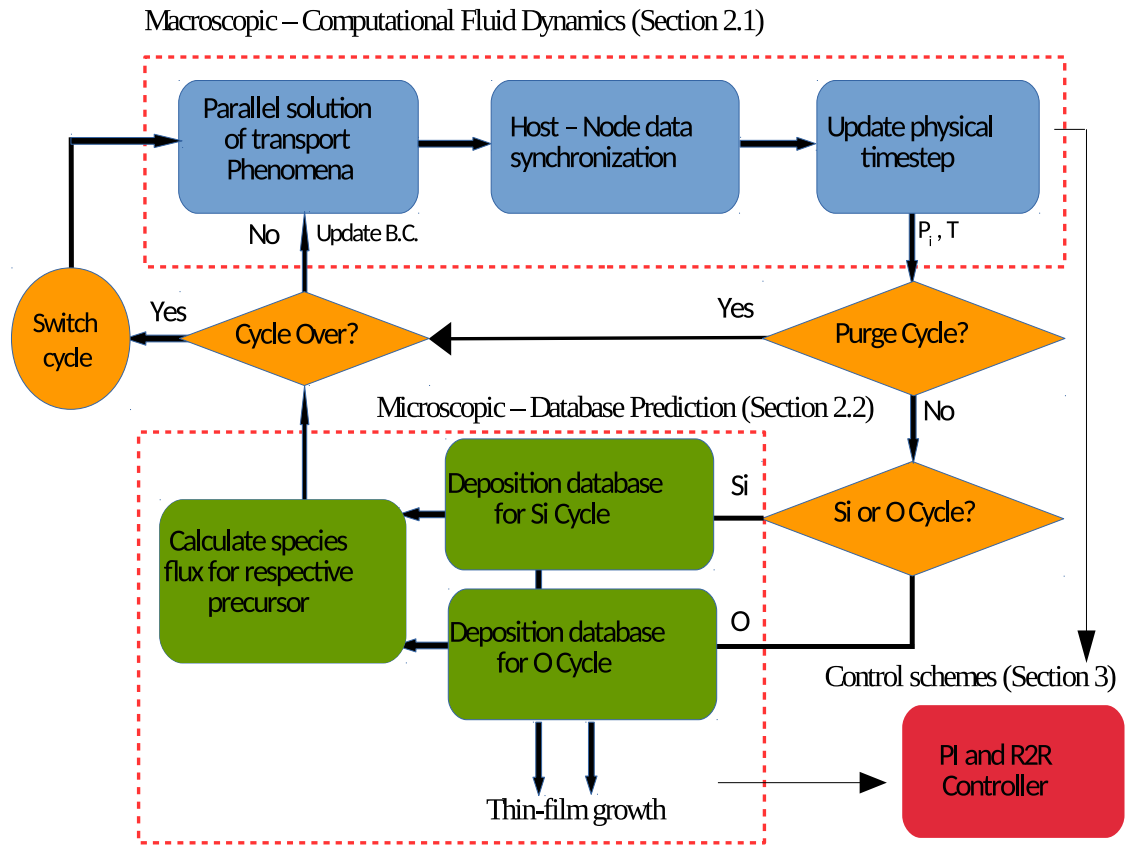 Macroscopic – Computational Fluid Dynamics (Section 2.1)
Parallel solution
of transport
Phenomena
Host – Node data
synchronization
Update physical
timestep
No
Update B.C.
Pi , T
Switch
cycle
Yes
Cycle Over?
Yes
Purge Cycle?
No
Microscopic – Database Prediction (Section 2.2)
Deposition database
for Si Cycle
Si
Si or O Cycle?
Calculate species
flux for respective
precursor
Deposition database
for O Cycle
O
Control schemes (Section 3)
PI and R2R
Controller
Thin-film growth